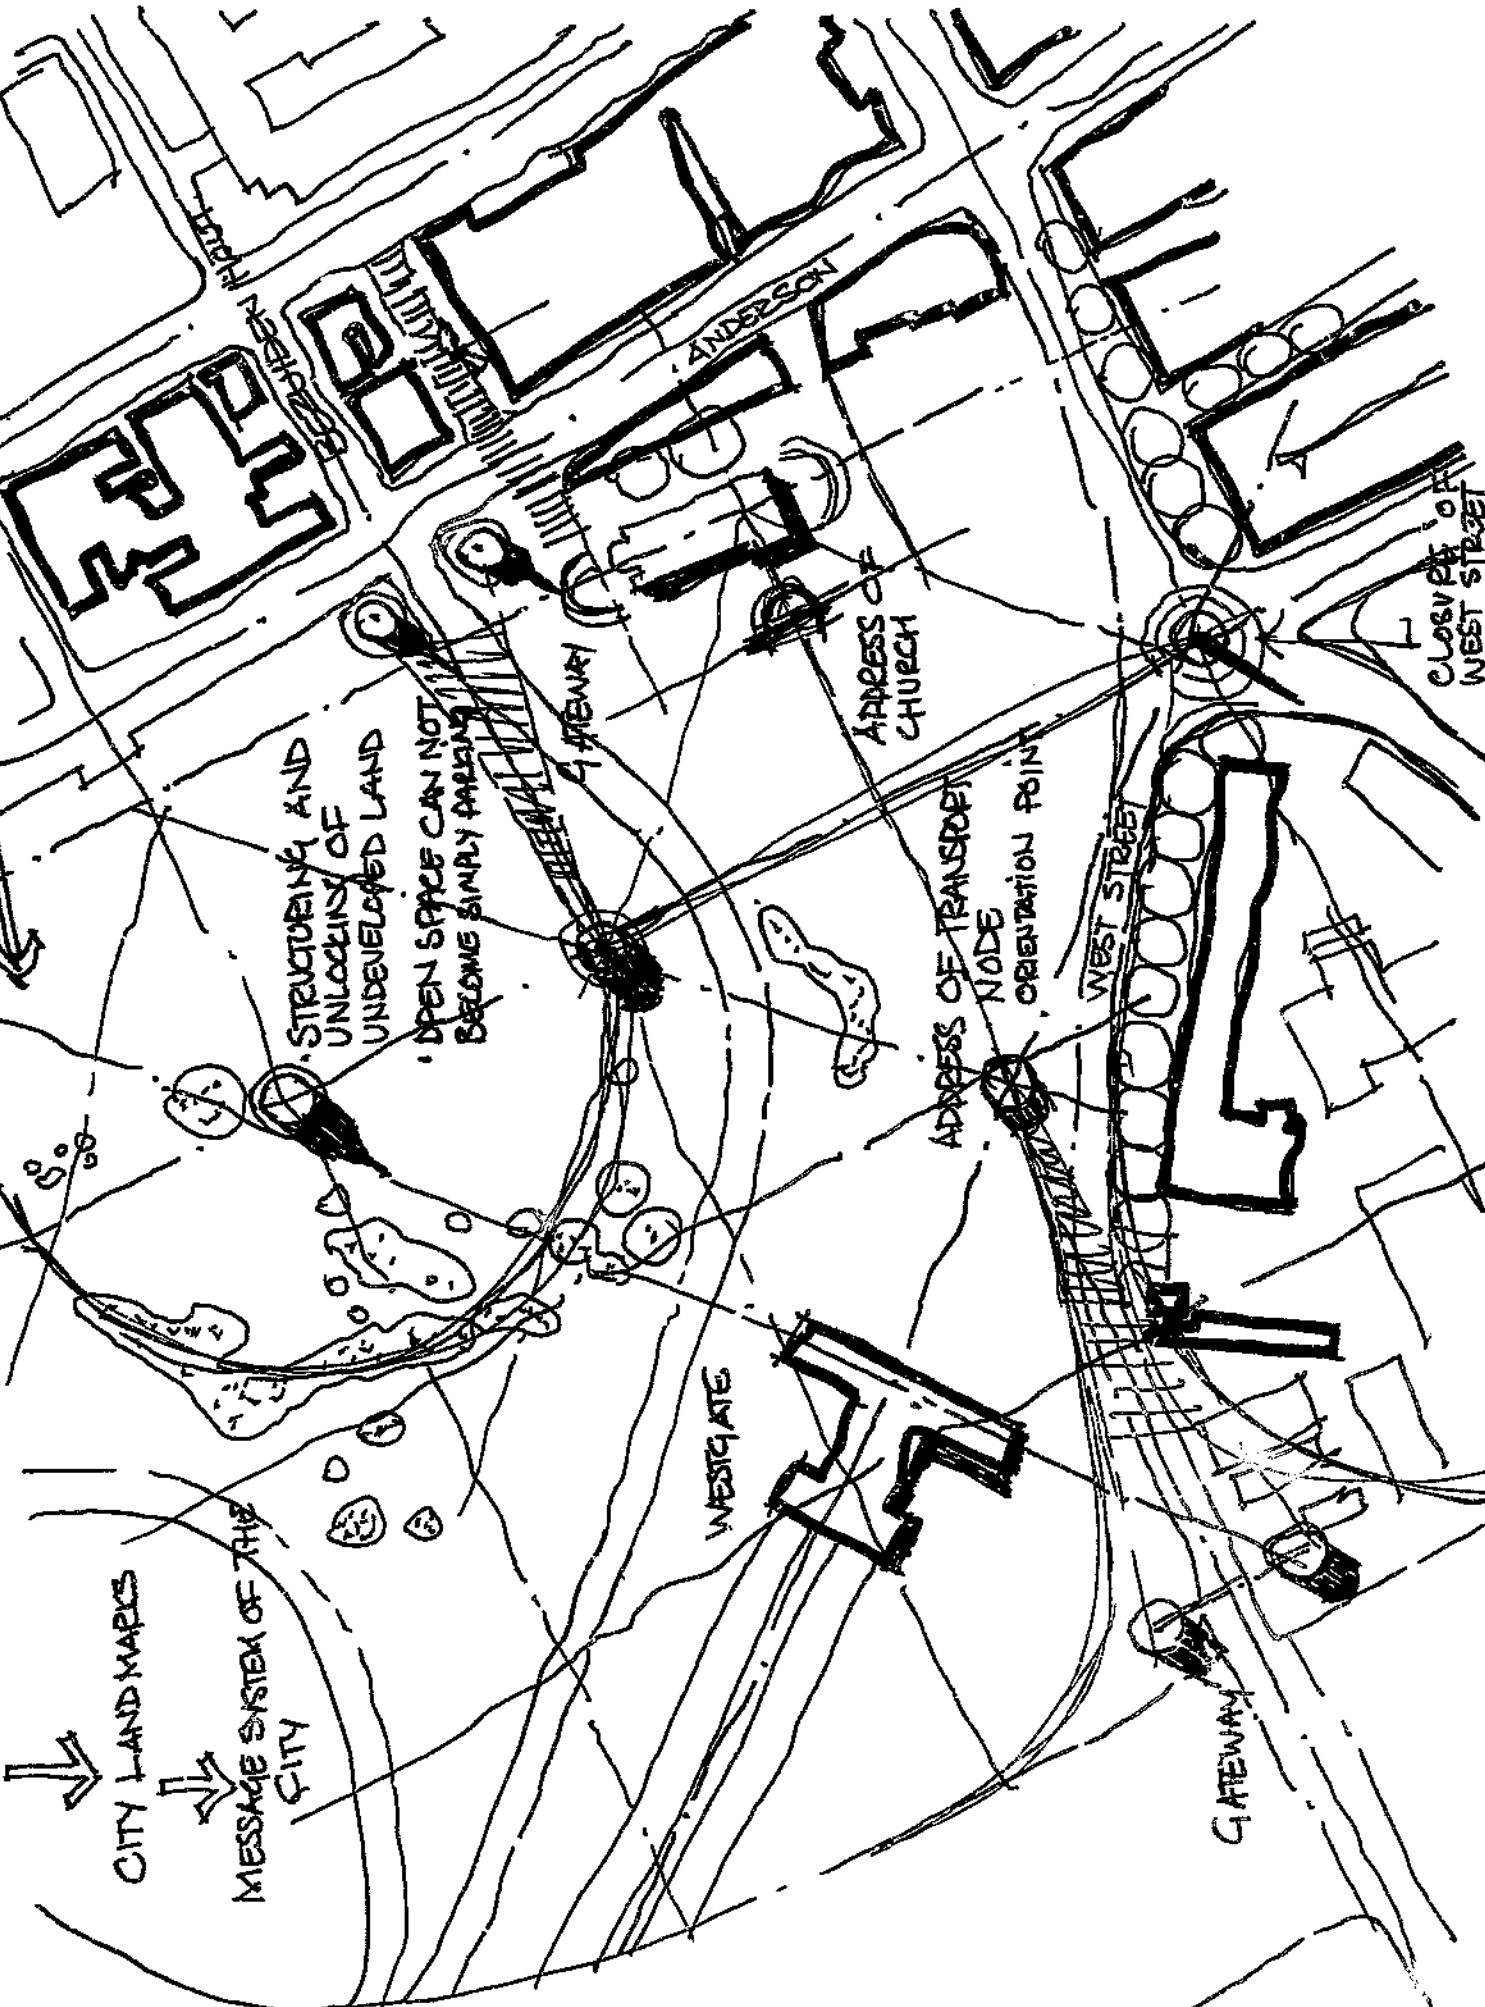 CITY LANDMARKS
MESSAGE SYSTEM OF THE
CITY
• STRUCTURING AND
UNLOCKING OF
UNDEVELOPED LAND
• OPEN SPACE CAN NOT
BECOME SIMPLY PARKING
GATEWAY
BEZUIDENHOUT
ANDERSON
ADDRESS OF
CHURCH
WESTGATE
ADDRESS OF TRANSPORT
NODE
ORIENTATION POINT
WEST STREET
GATEWAY
CLOSURE OF
WEST STREET